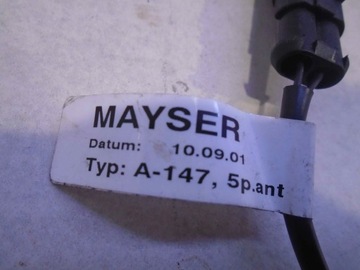 MAYSER
Datum: 10.09.01
Typ: A-147, 5p.ant